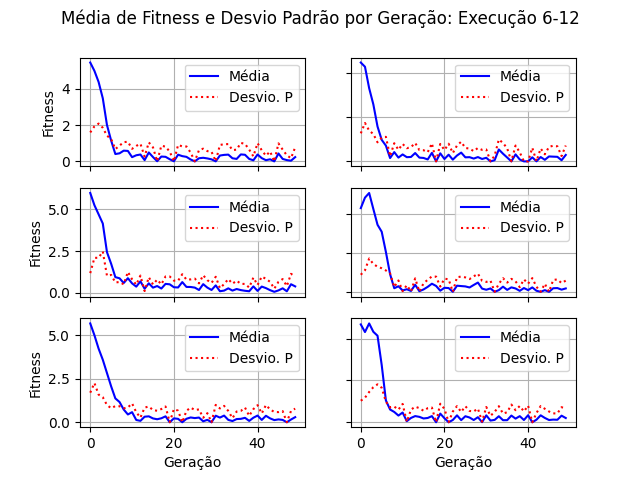 Média de Fitness e Desvio Padrão por Geração: Execução 6-12
Média
Desvio. P
Média
Desvio. P
Fitness
4
2
0
Média
Desvio. P
Média
Desvio. P
Fitness
5.0
2.5
0.0
Média
Desvio. P
Média
Desvio. P
Fitness
5.0
2.5
0.0
0 20 40
0 20 40
Geração
Geração